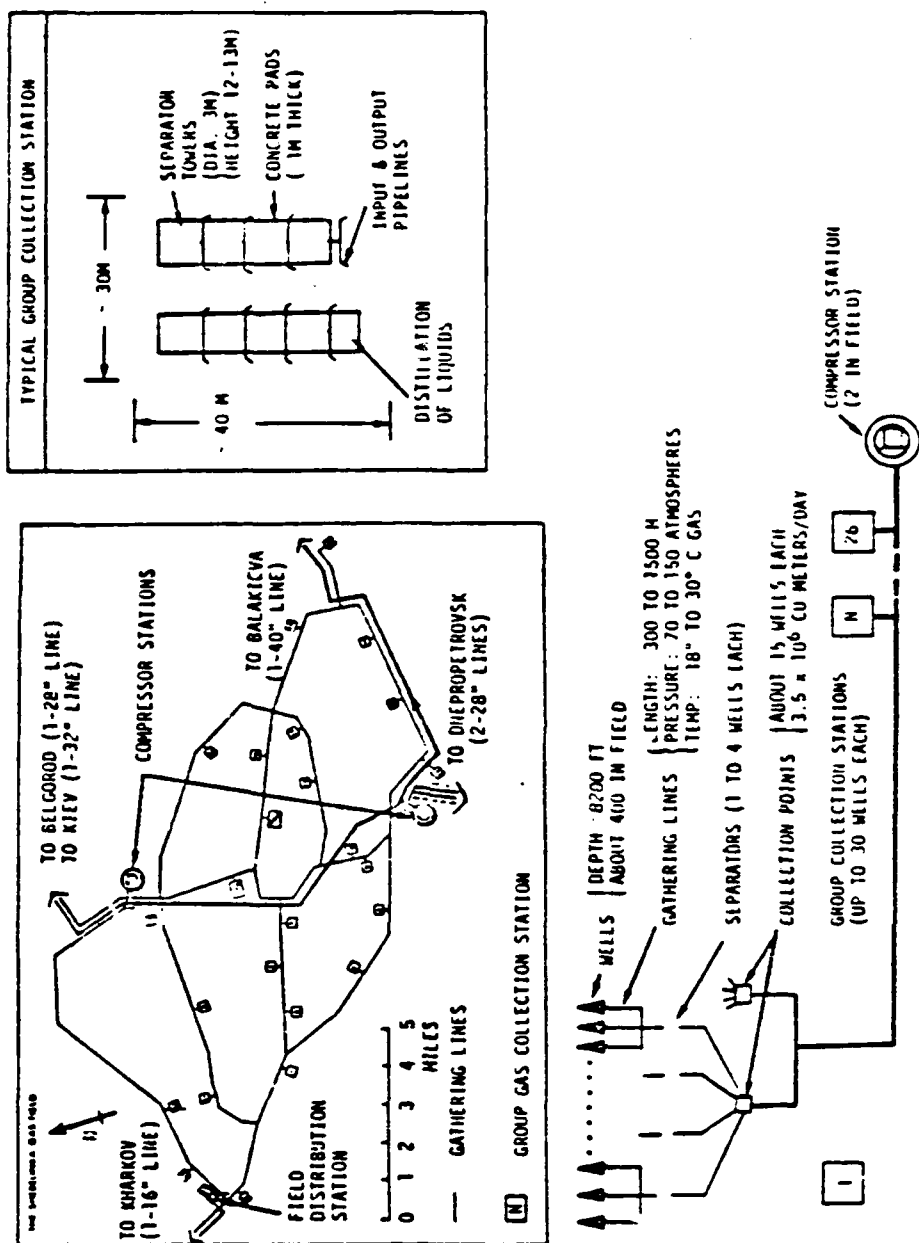 THE SHEBELINKA GAS FIELD
TO KHARKOV
(1-16" LINE)
N
TO BELGOROD (1-28" LINE)
TO KIEV (1-32" LINE)
COMPRESSOR STATIONS
TO BALAKIEVA
(1-40" LINE)
TO DNEPROPETROVSK
(2-28" LINES)
FIELD
DISTRIBUTION
STATION
0 1 2 3 4 5
MILES
GATHERING LINES
N GROUP GAS COLLECTION STATION
TYPICAL GROUP COLLECTION STATION
~ 30M
40 M
SEPARATOR
TOWERS
(DIA. 3M)
(HEIGHT 12-13M)
CONCRETE PADS
( 1M THICK)
INPUT & OUTPUT
PIPELINES
DISTILLATION
OF LIQUIDS
WELLS
DEPTH 8200 FT
ABOUT 400 IN FIELD
GATHERING LINES
LENGTH: 300 TO 1500 M
PRESSURE: 70 TO 150 ATMOSPHERES
TEMP: 18° TO 30° C GAS
SEPARATORS (1 TO 4 WELLS EACH)
COLLECTION POINTS
ABOUT 15 WELLS EACH
3.5 x 10⁶ CU METERS/DAY
GROUP COLLECTION STATIONS
(UP TO 30 WELLS EACH)
1
N
26
COMPRESSOR STATION
(2 IN FIELD)